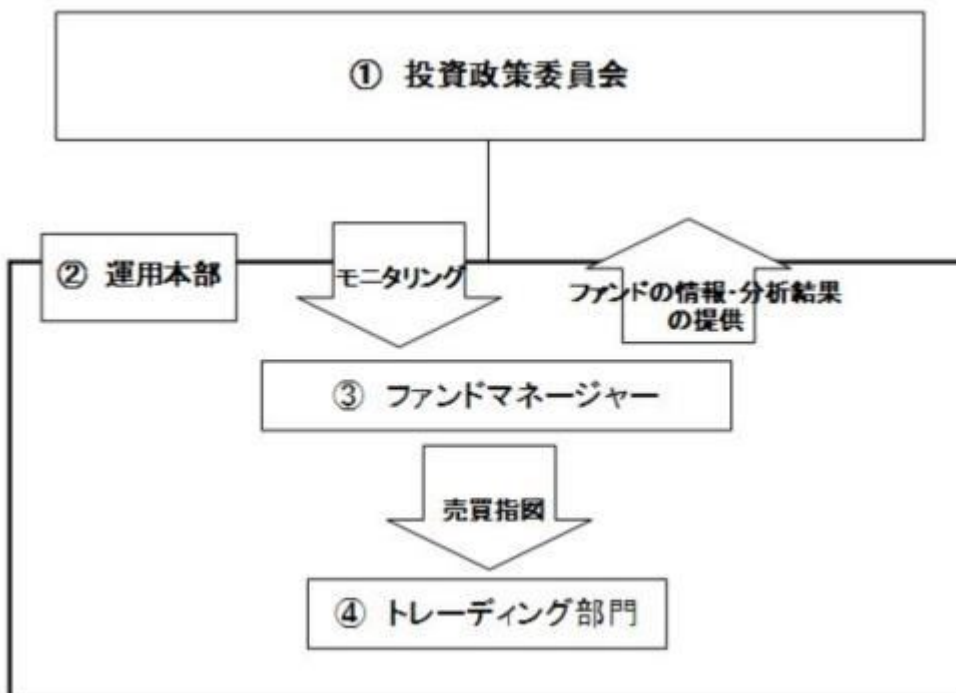 ① 投資政策委員会
② 運用本部
モニタリング
ファンドの情報・分析結果
の提供
③ ファンドマネージャー
売買指図
④ トレーディング部門